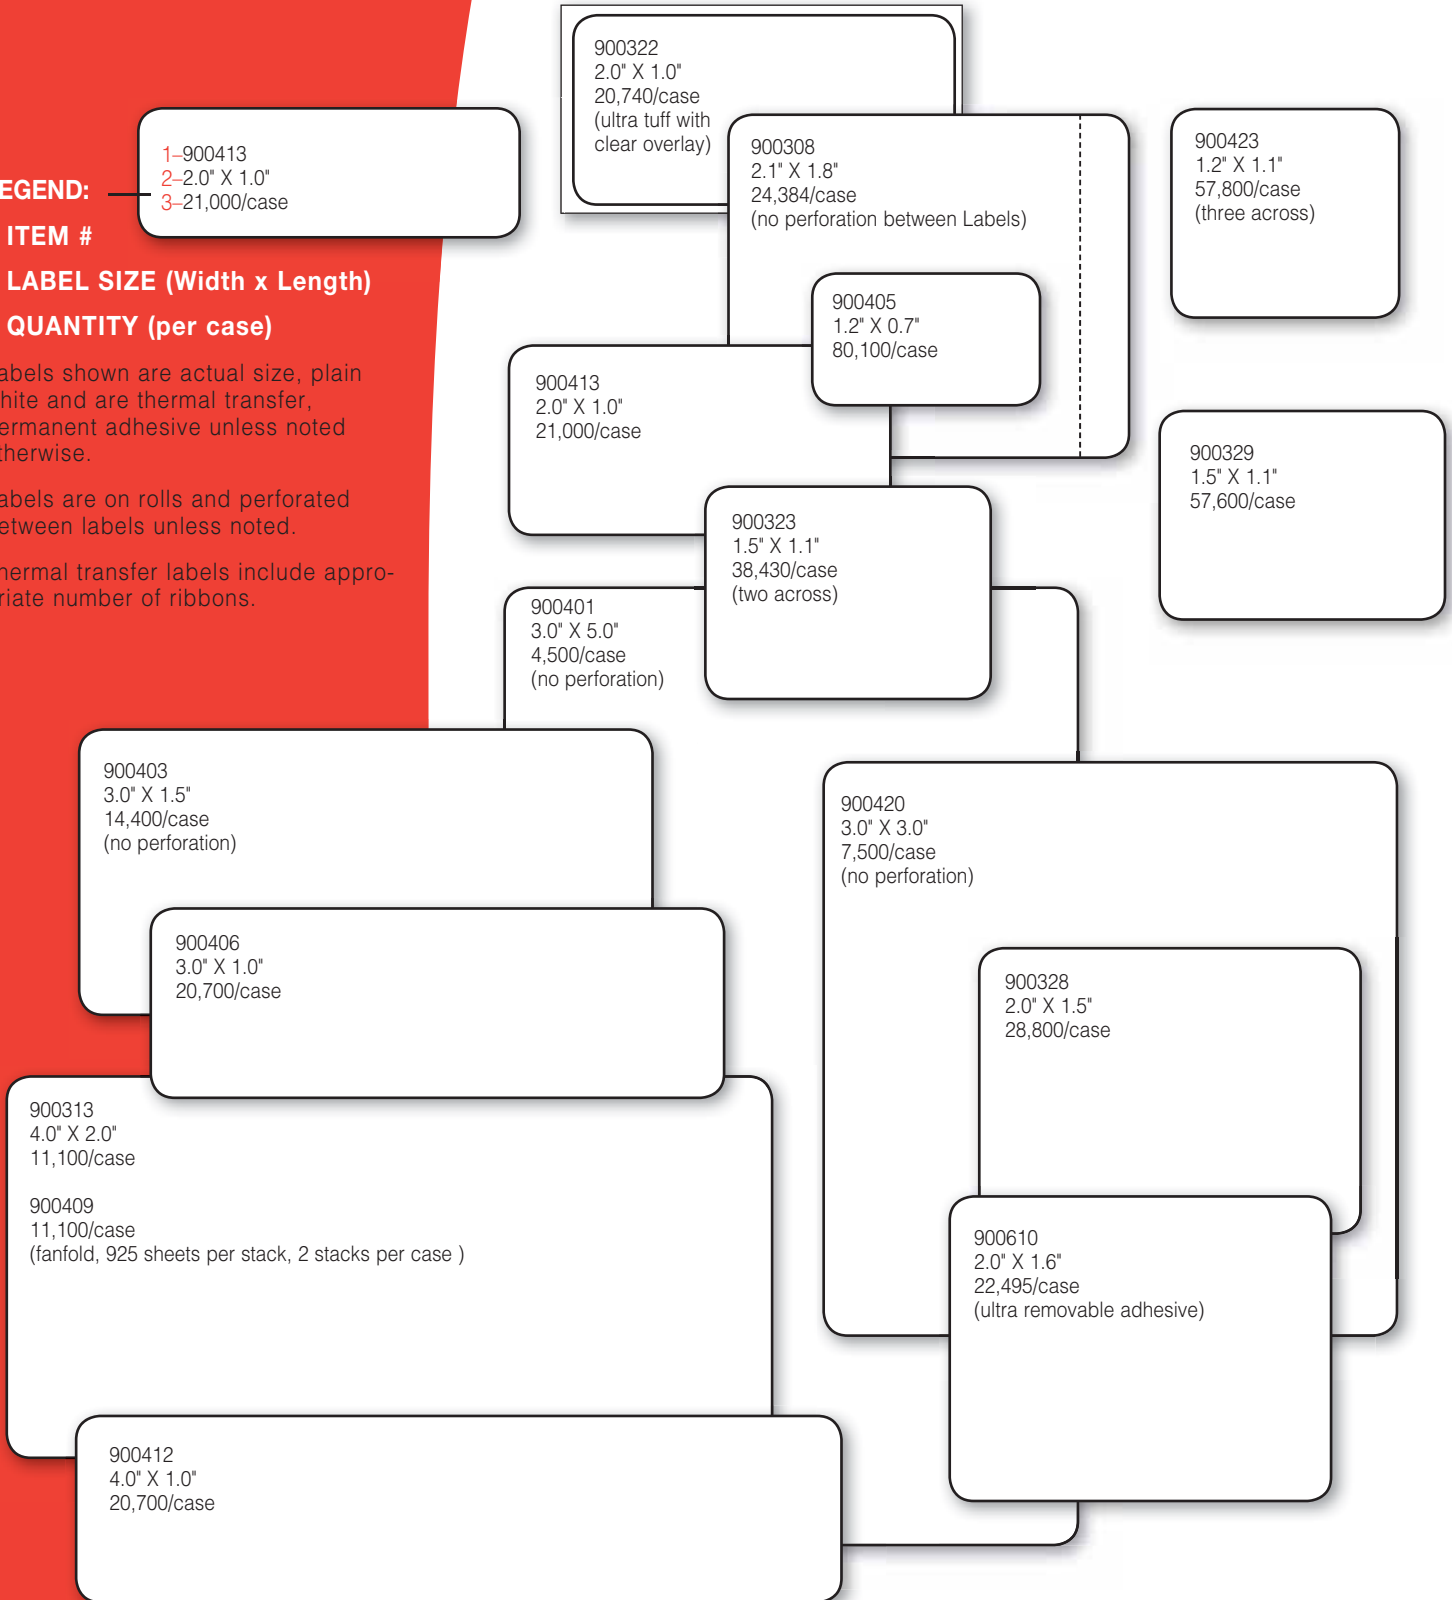 1–900413
2–2.0" X 1.0"
3–21,000/case
EGEND:
ITEM #
LABEL SIZE (Width x Length)
QUANTITY (per case)
abels shown are actual size, plain
hite and are thermal transfer,
ermanent adhesive unless noted
therwise.
abels are on rolls and perforated
etween labels unless noted.
hermal transfer labels include appro-
riate number of ribbons.
900322
2.0" X 1.0"
20,740/case
(ultra tuff with
clear overlay)
900308
2.1" X 1.8"
24,384/case
(no perforation between Labels)
900423
1.2" X 1.1"
57,800/case
(three across)
900405
1.2" X 0.7"
80,100/case
900413
2.0" X 1.0"
21,000/case
900329
1.5" X 1.1"
57,600/case
900323
1.5" X 1.1"
38,430/case
(two across)
900401
3.0" X 5.0"
4,500/case
(no perforation)
900403
3.0" X 1.5"
14,400/case
(no perforation)
900420
3.0" X 3.0"
7,500/case
(no perforation)
900406
3.0" X 1.0"
20,700/case
900328
2.0" X 1.5"
28,800/case
900313
4.0" X 2.0"
11,100/case
900409
11,100/case
(fanfold, 925 sheets per stack, 2 stacks per case )
900610
2.0" X 1.6"
22,495/case
(ultra removable adhesive)
900412
4.0" X 1.0"
20,700/case